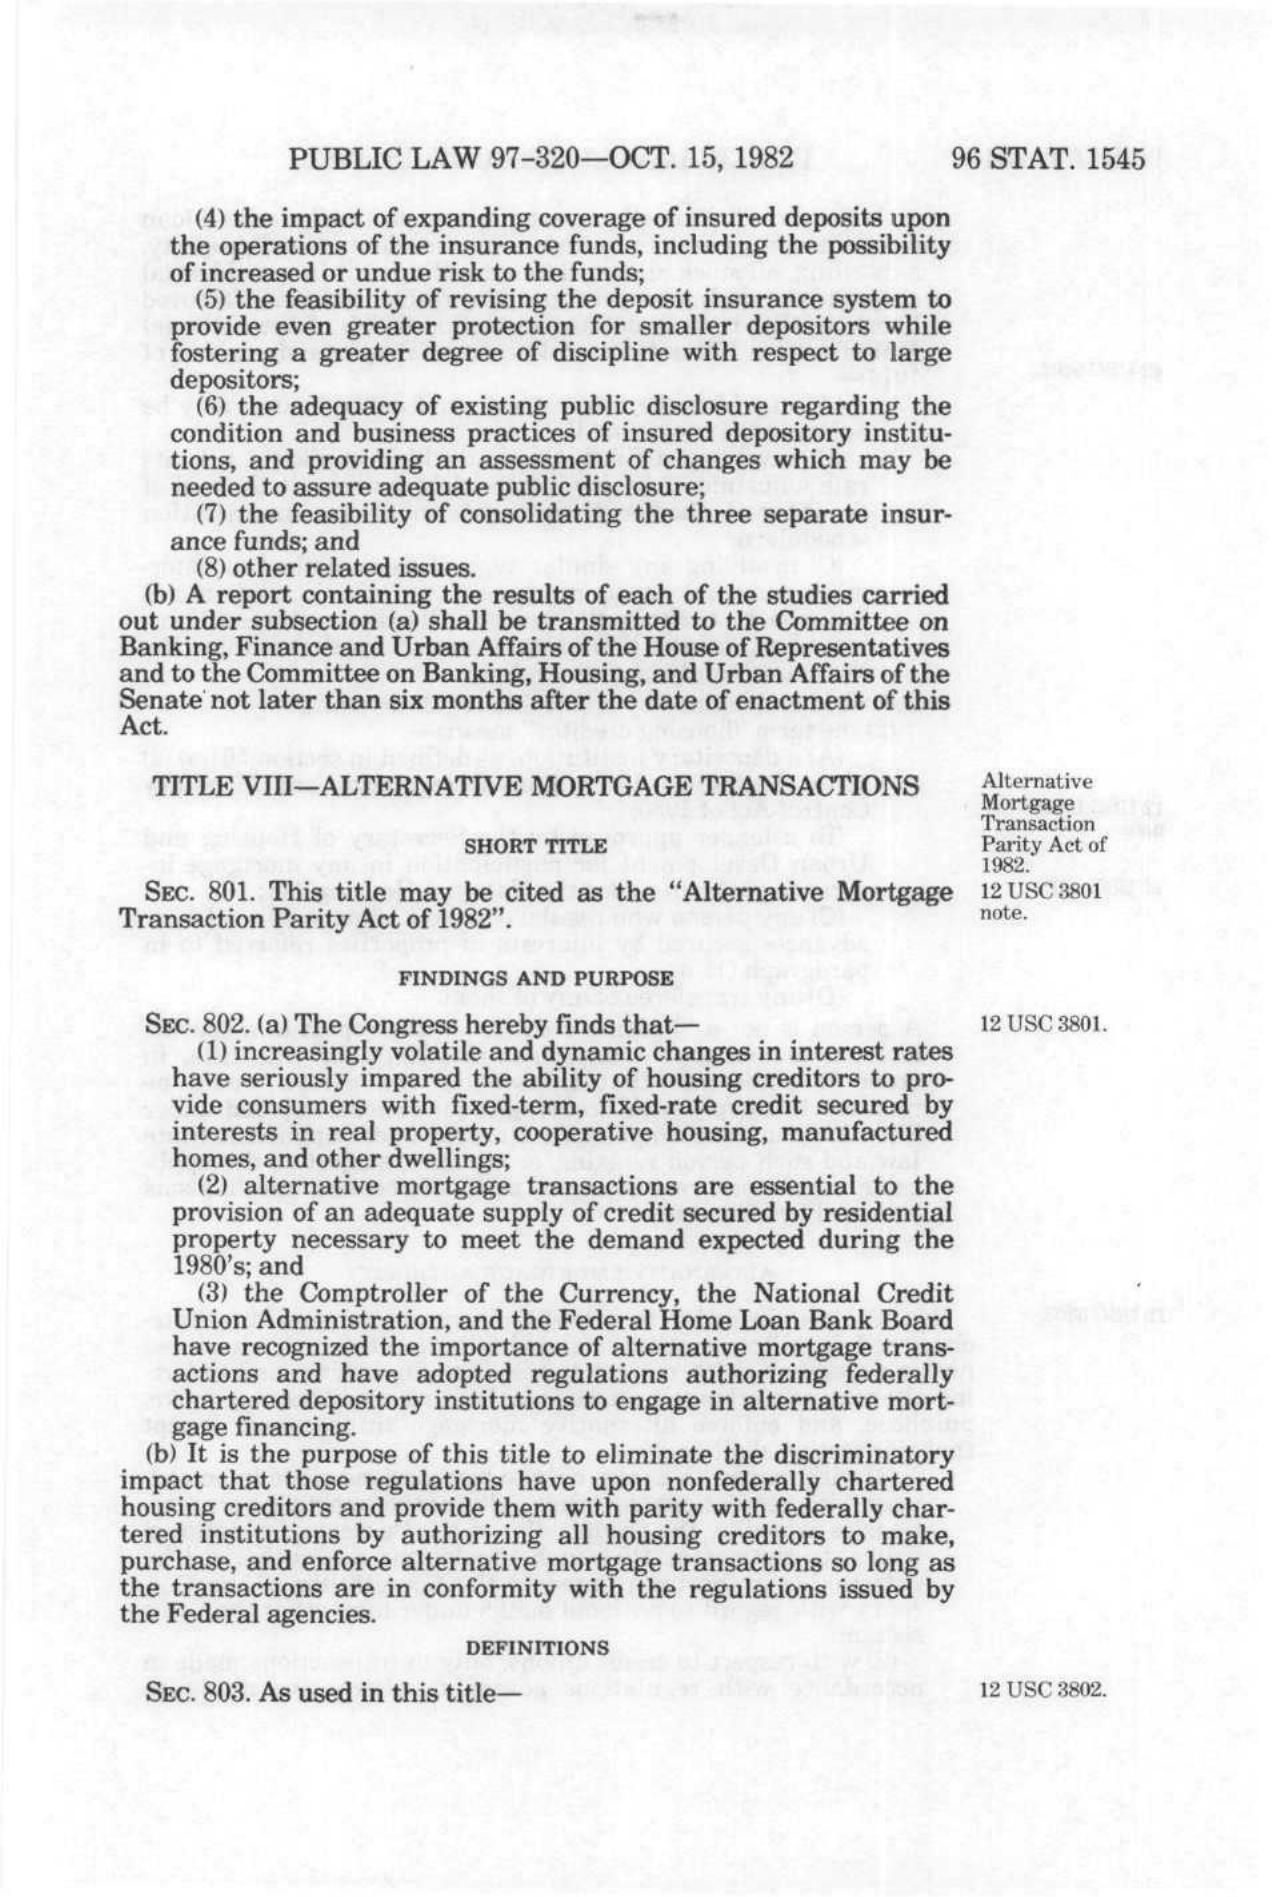 PUBLIC LAW 97–320—OCT. 15, 1982 96 STAT. 1545
(4) the impact of expanding coverage of insured deposits upon
the operations of the insurance funds, including the possibility
of increased or undue risk to the funds;
(5) the feasibility of revising the deposit insurance system to
provide even greater protection for smaller depositors while
fostering a greater degree of discipline with respect to large
depositors;
(6) the adequacy of existing public disclosure regarding the
condition and business practices of insured depository institu-
tions, and providing an assessment of changes which may be
needed to assure adequate public disclosure;
(7) the feasibility of consolidating the three separate insur-
ance funds; and
(8) other related issues.
(b) A report containing the results of each of the studies carried
out under subsection (a) shall be transmitted to the Committee on
Banking, Finance and Urban Affairs of the House of Representatives
and to the Committee on Banking, Housing, and Urban Affairs of the
Senate not later than six months after the date of enactment of this
Act.
TITLE VIII—ALTERNATIVE MORTGAGE TRANSACTIONS
Alternative
Mortgage
Transaction
Parity Act of
1982.
12 USC 3801
note.
SHORT TITLE
SEC. 801. This title may be cited as the “Alternative Mortgage
Transaction Parity Act of 1982”.
FINDINGS AND PURPOSE
SEC. 802. (a) The Congress hereby finds that— 12 USC 3801.
(1) increasingly volatile and dynamic changes in interest rates
have seriously impared the ability of housing creditors to pro-
vide consumers with fixed-term, fixed-rate credit secured by
interests in real property, cooperative housing, manufactured
homes, and other dwellings;
(2) alternative mortgage transactions are essential to the
provision of an adequate supply of credit secured by residential
property necessary to meet the demand expected during the
1980's; and
(3) the Comptroller of the Currency, the National Credit
Union Administration, and the Federal Home Loan Bank Board
have recognized the importance of alternative mortgage trans-
actions and have adopted regulations authorizing federally
chartered depository institutions to engage in alternative mort-
gage financing.
(b) It is the purpose of this title to eliminate the discriminatory
impact that those regulations have upon nonfederally chartered
housing creditors and provide them with parity with federally char-
tered institutions by authorizing all housing creditors to make,
purchase, and enforce alternative mortgage transactions so long as
the transactions are in conformity with the regulations issued by
the Federal agencies.
DEFINITIONS
SEC. 803. As used in this title— 12 USC 3802.